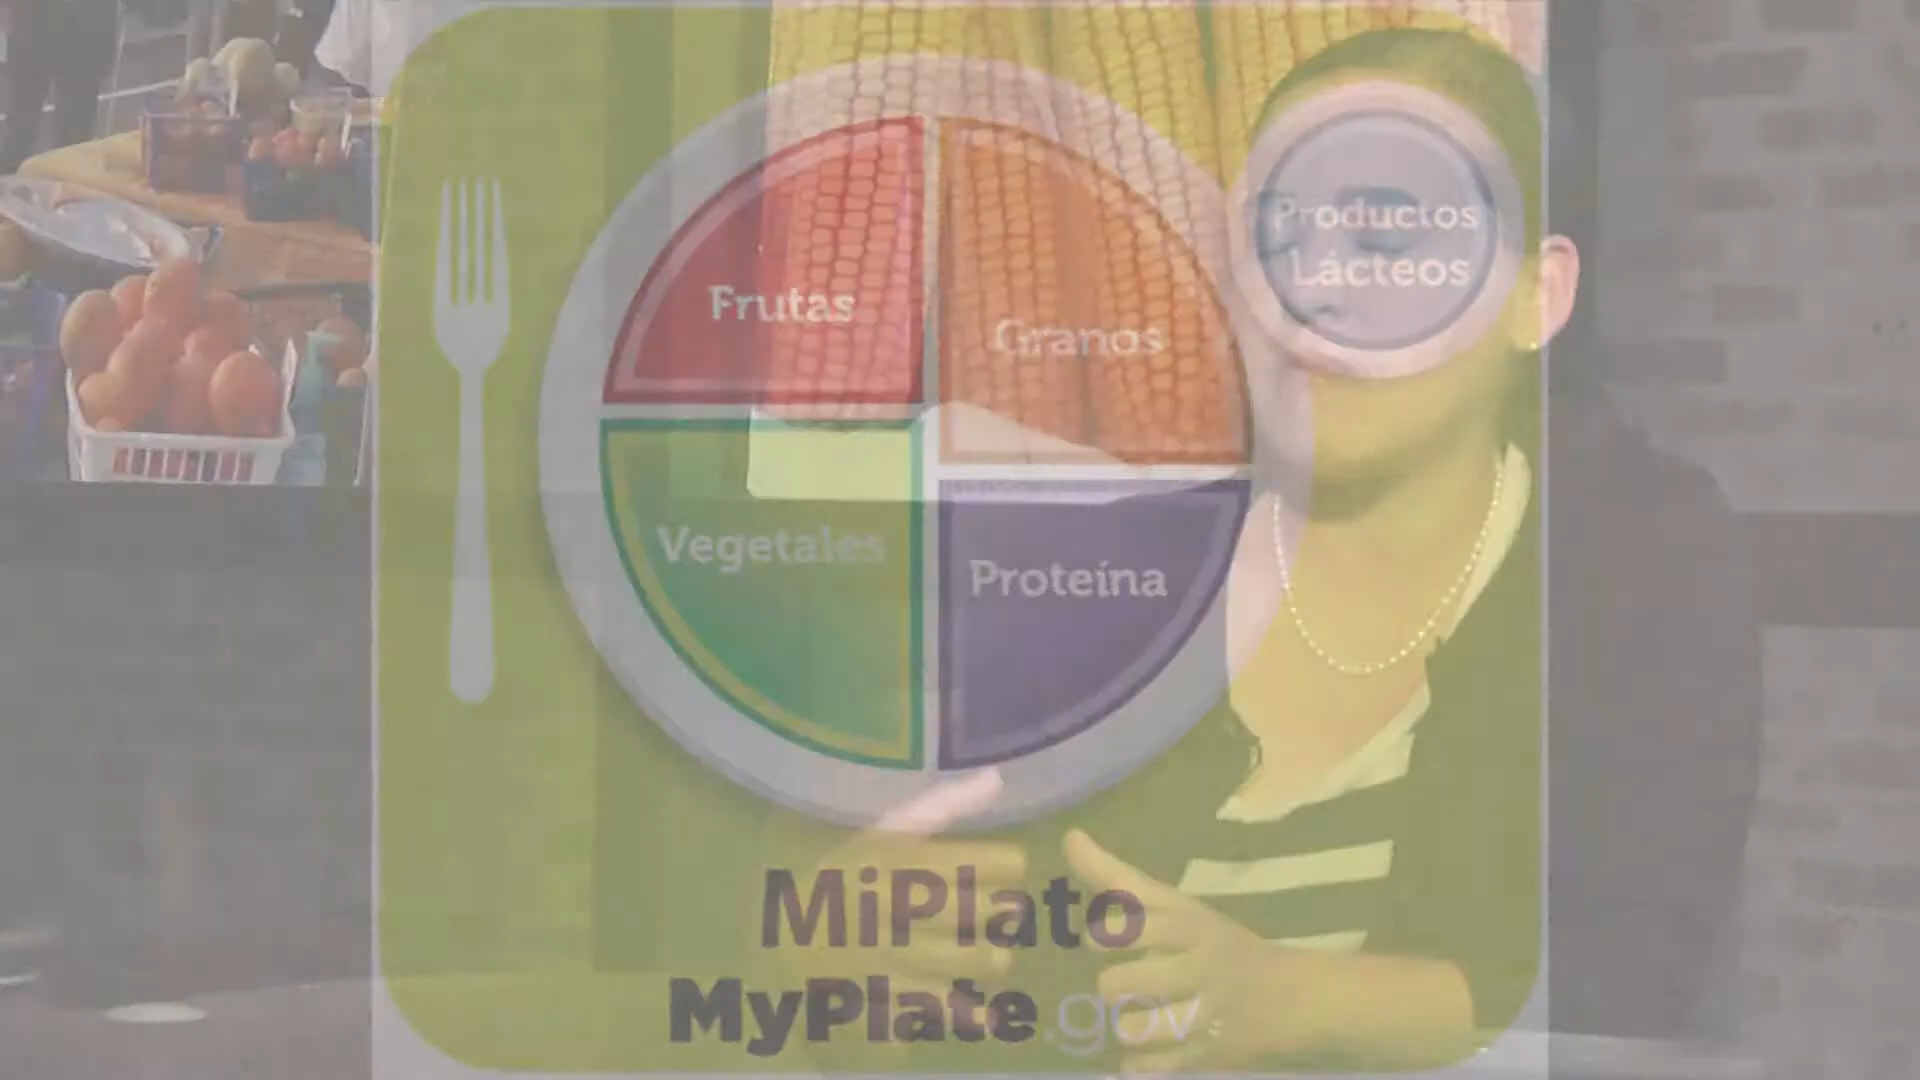 Frutas
Granos
Productos
Lácteos
Vegetales
Proteína
MiPlato
MyPlate.gov